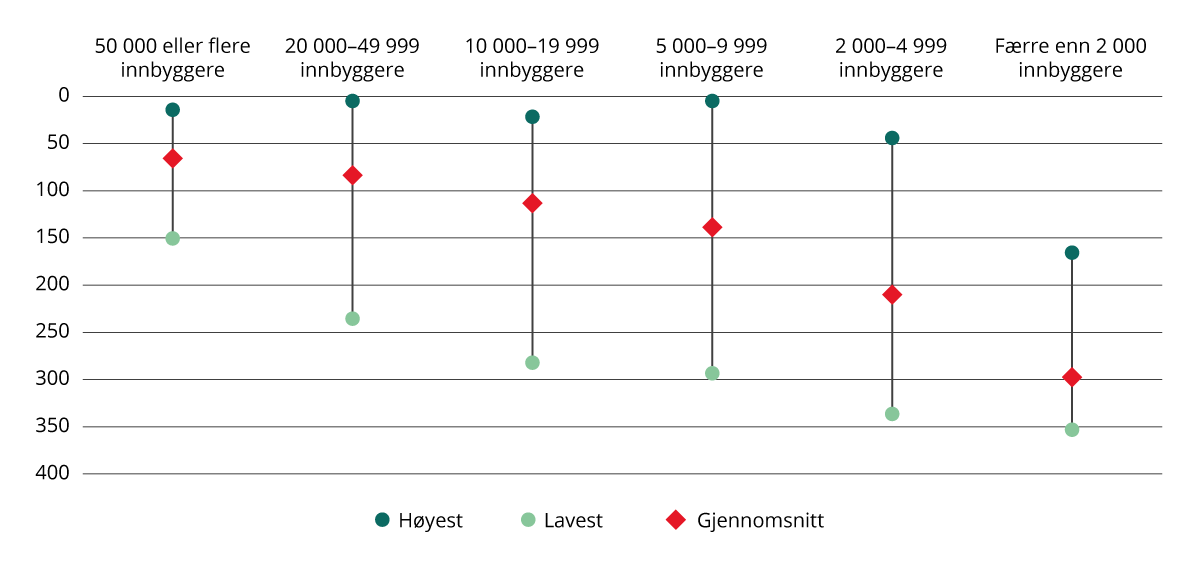 50 000 eller flere
innbyggere
20 000–49 999
innbyggere
10 000–19 999
innbyggere
5 000–9 999
innbyggere
2 000–4 999
innbyggere
Færre enn 2 000
innbyggere
0
50
100
150
200
250
300
350
400
Høyest
Lavest
Gjennomsnitt